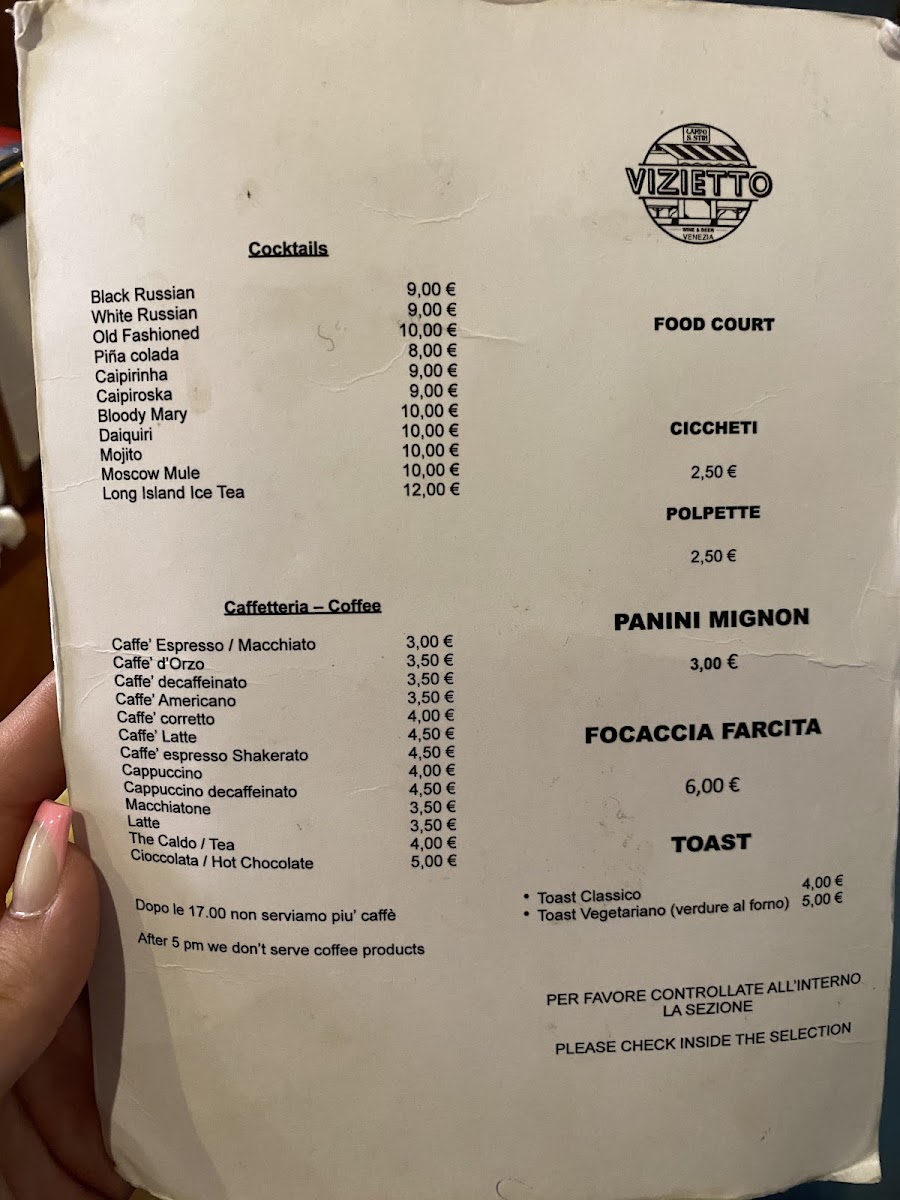 Cocktails
Black Russian 9,00 €
White Russian 9,00 €
Old Fashioned 10,00 €
Piña colada 8,00 €
Caipirinha 9,00 €
Caipiroska 9,00 €
Bloody Mary 10,00 €
Daiquiri 10,00 €
Mojito 10,00 €
Moscow Mule 10,00 €
Long Island Ice Tea 12,00 €
Caffetteria – Coffee
Caffe' Espresso / Macchiato 3,00 €
Caffe' d'Orzo 3,50 €
Caffe' decaffeinato 3,50 €
Caffe' Americano 3,50 €
Caffe' corretto 4,00 €
Caffe' Latte 4,50 €
Caffe' espresso Shakerato 4,50 €
Cappuccino 4,00 €
Cappuccino decaffeinato 4,50 €
Macchiatone 3,50 €
Latte 3,50 €
The Caldo / Tea 4,00 €
Cioccolata / Hot Chocolate 5,00 €
Dopo le 17.00 non serviamo piu' caffè
After 5 pm we don't serve coffee products
CAMPO
S. STIN
VIZIETTO
WINE & BEER
VENEZIA
FOOD COURT
CICCHETI
2,50 €
POLPETTE
2,50 €
PANINI MIGNON
3,00 €
FOCACCIA FARCITA
6,00 €
TOAST
• Toast Classico 4,00 €
• Toast Vegetariano (verdure al forno) 5,00 €
PER FAVORE CONTROLLATE ALL'INTERNO
LA SEZIONE
PLEASE CHECK INSIDE THE SELECTION